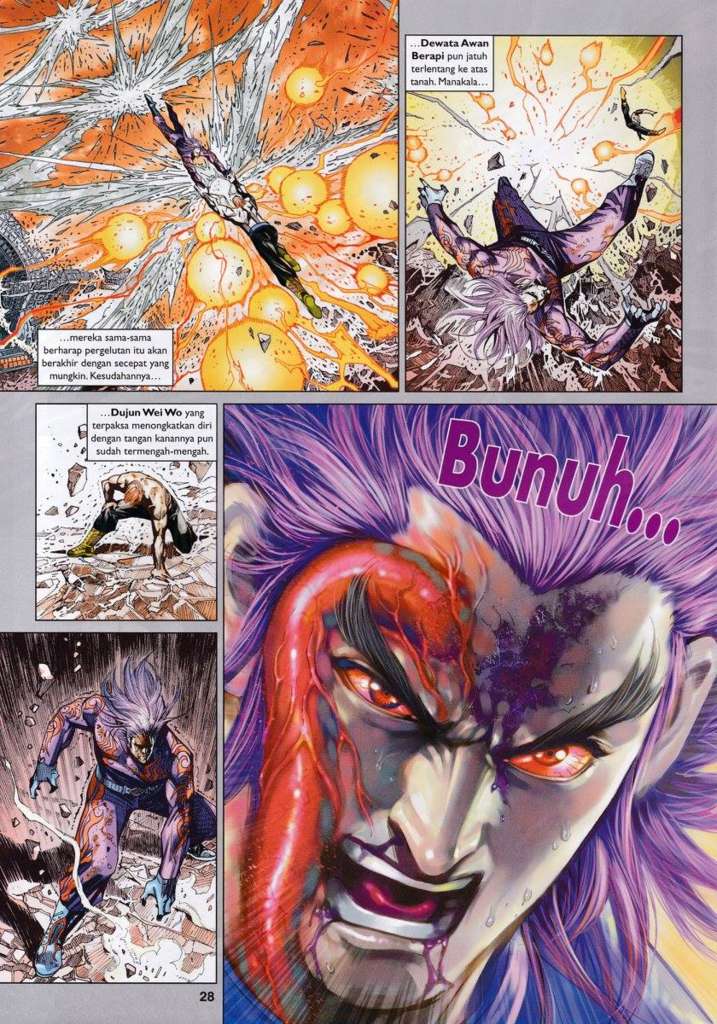 ...mereka sama-sama
berharap pergelutan itu akan
berakhir dengan secepat yang
mungkin. Kesudahannya...
...Dewata Awan
Berapi pun jatuh
terlentang ke atas
tanah. Manakala...
...Dujun Wei Wo yang
terpaksa menongkatkan diri
dengan tangan kanannya pun
sudah termengah-mengah.
Bunuh...
28